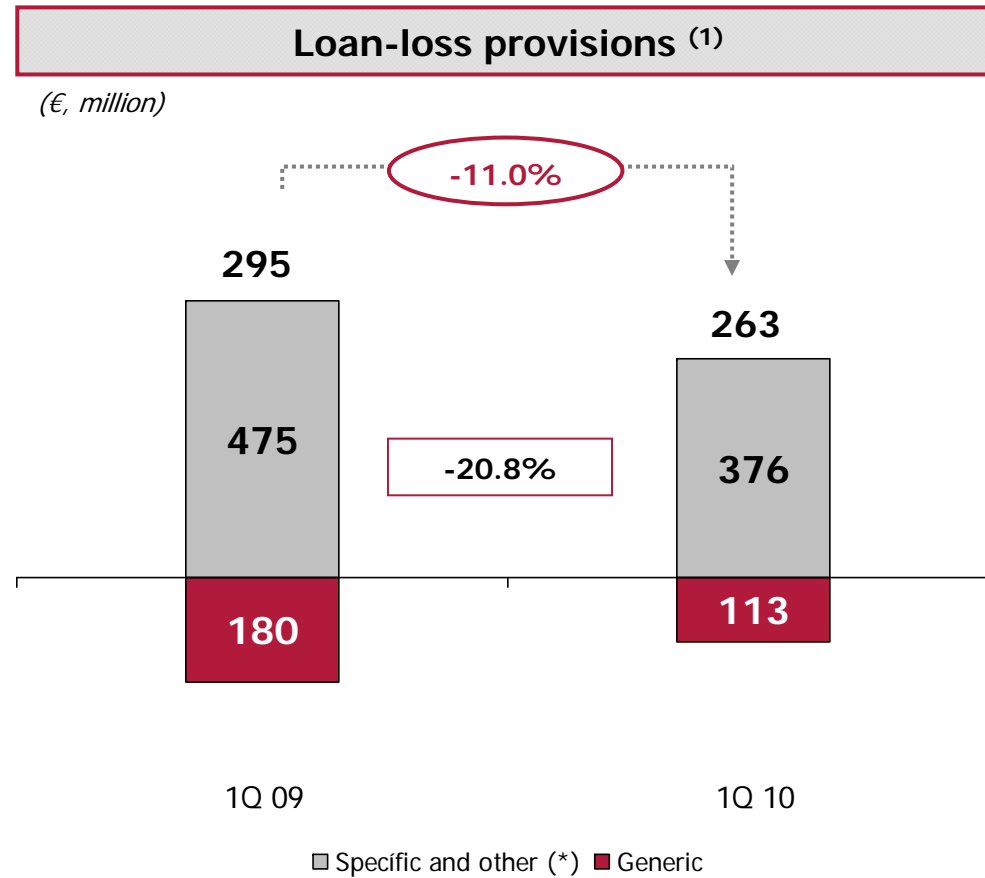 Loan-loss provisions (1)
(€, million)
-11.0%
295
263
475
-20.8%
376
180
113
1Q 09
1Q 10
Specífic and other (*)
Generic